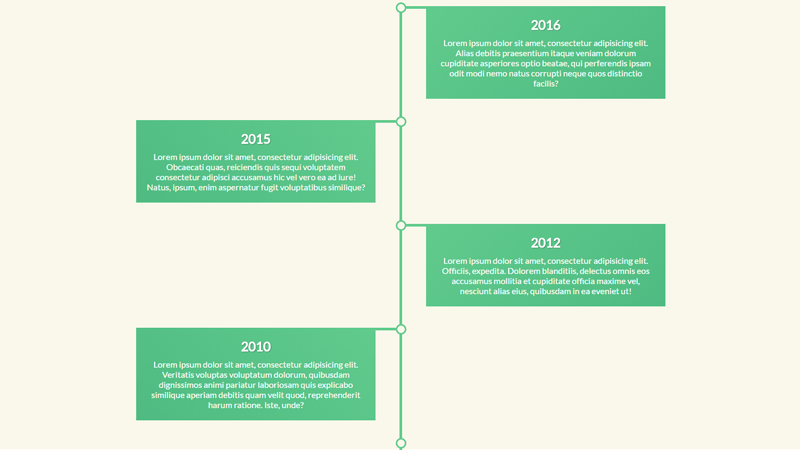 2016
Lorem ipsum dolor sit amet, consectetur adipisicing elit.
Alias debitis praesentium itaque veniam dolorum
cupiditate asperiores optio beatae, qui perferendis ipsam
odit modi nemo natus corrupti neque quos distinctio
facilis?
2015
Lorem ipsum dolor sit amet, consectetur adipisicing elit.
Obcaecati quas, reiciendis quis sequi voluptatem
consectetur adipisci accusamus hic vel vero ea ad iure!
Natus, ipsum, enim aspernatur fugit voluptatibus similique?
2012
Lorem ipsum dolor sit amet, consectetur adipisicing elit.
Officiis, expedita. Dolorem blanditiis, delectus omnis eos
accusamus mollitia et cupiditate officia maxime vel,
nesciunt alias eius, quibusdam in ea eveniet ut!
2010
Lorem ipsum dolor sit amet, consectetur adipisicing elit.
Veritatis voluptas voluptatum dolorum, quibusdam
dignissimos animi pariatur laboriosam quis explicabo
similique aperiam debitis quam velit quod, reprehenderit
harum ratione. Iste, unde?